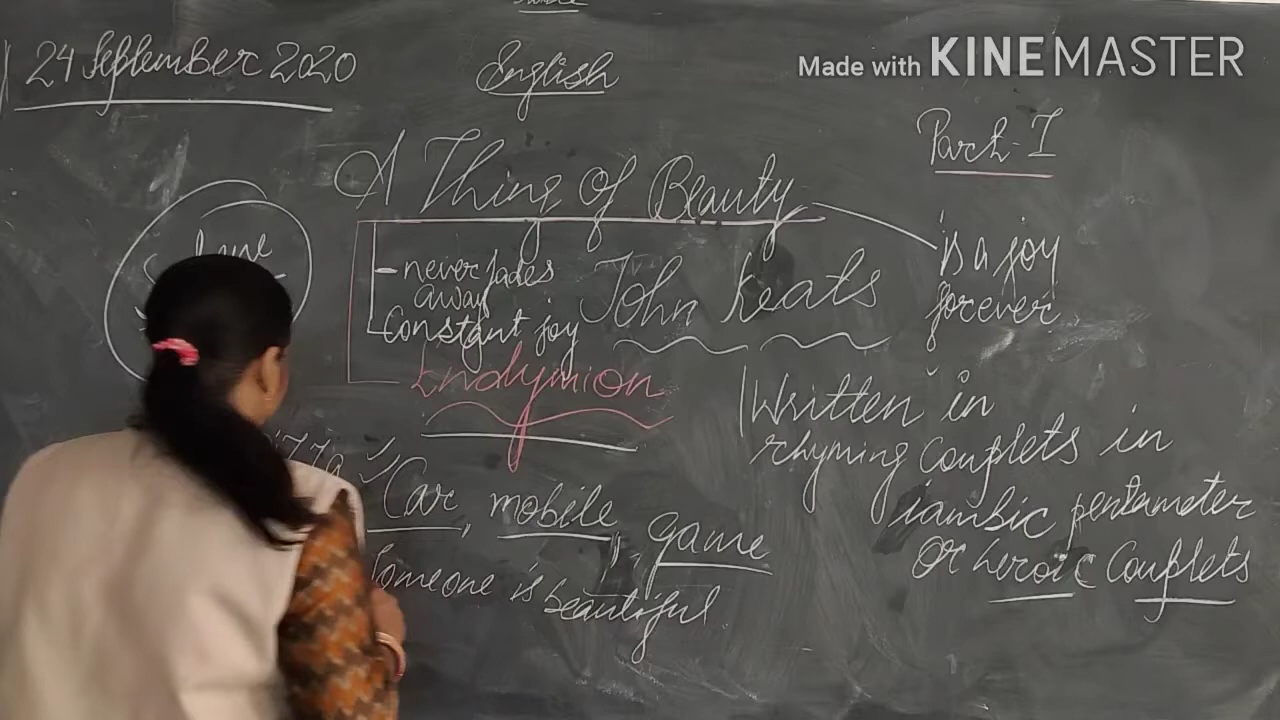 24 September 2020
English
Made with KINEMASTER
Part-I
A Thing of Beauty
is a joy
forever
never fades
away
Constant joy
John Keats
Endymion
Written in
rhyming couplets in
iambic pentameter
Or heroic couplets
Car, mobile, game
Someone is beautiful